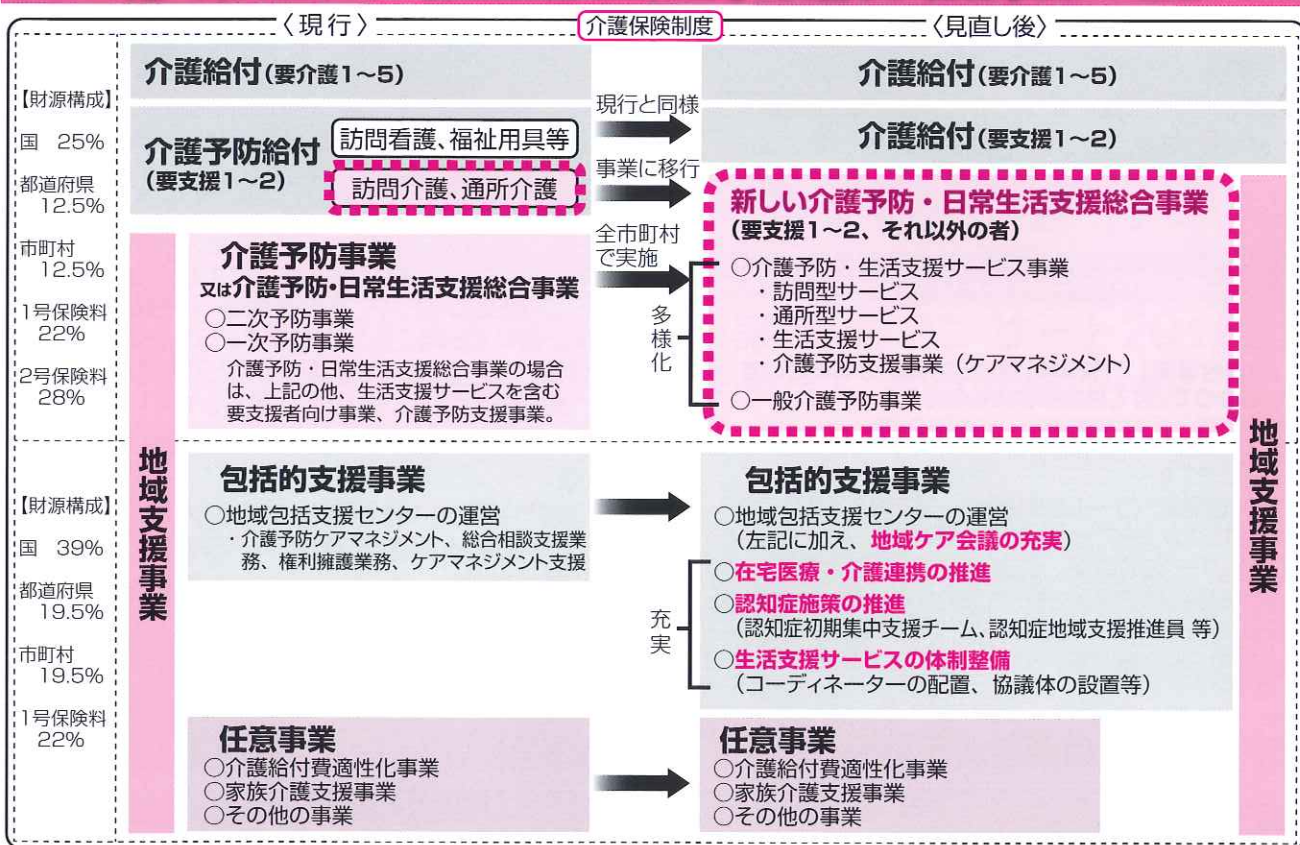 〈現行〉
介護保険制度
〈見直し後〉
【財源構成】
国 25%
都道府県
12.5%
市町村
12.5%
1号保険料
22%
2号保険料
28%
介護給付(要介護1～5)
介護予防給付
(要支援1～2)
訪問看護、福祉用具等
訪問介護、通所介護
現行と同様
事業に移行
全市町村
で実施
多様化
介護給付(要介護1～5)
介護給付(要支援1～2)
介護予防事業
又は介護予防・日常生活支援総合事業
○二次予防事業
○一次予防事業
介護予防・日常生活支援総合事業の場合
は、上記の他、生活支援サービスを含む
要支援者向け事業、介護予防支援事業。
新しい介護予防・日常生活支援総合事業
(要支援1～2、それ以外の者)
○介護予防・生活支援サービス事業
・訪問型サービス
・通所型サービス
・生活支援サービス
・介護予防支援事業（ケアマネジメント）
○一般介護予防事業
【財源構成】
国 39%
都道府県
19.5%
市町村
19.5%
1号保険料
22%
地域支援事業
包括的支援事業
○地域包括支援センターの運営
・介護予防ケアマネジメント、総合相談支援業
務、権利擁護業務、ケアマネジメント支援
充実
包括的支援事業
○地域包括支援センターの運営
(左記に加え、地域ケア会議の充実)
○在宅医療・介護連携の推進
○認知症施策の推進
(認知症初期集中支援チーム、認知症地域支援推進員 等)
○生活支援サービスの体制整備
(コーディネーターの配置、協議体の設置等)
地域支援事業
任意事業
○介護給付費適性化事業
○家族介護支援事業
○その他の事業
任意事業
○介護給付費適性化事業
○家族介護支援事業
○その他の事業